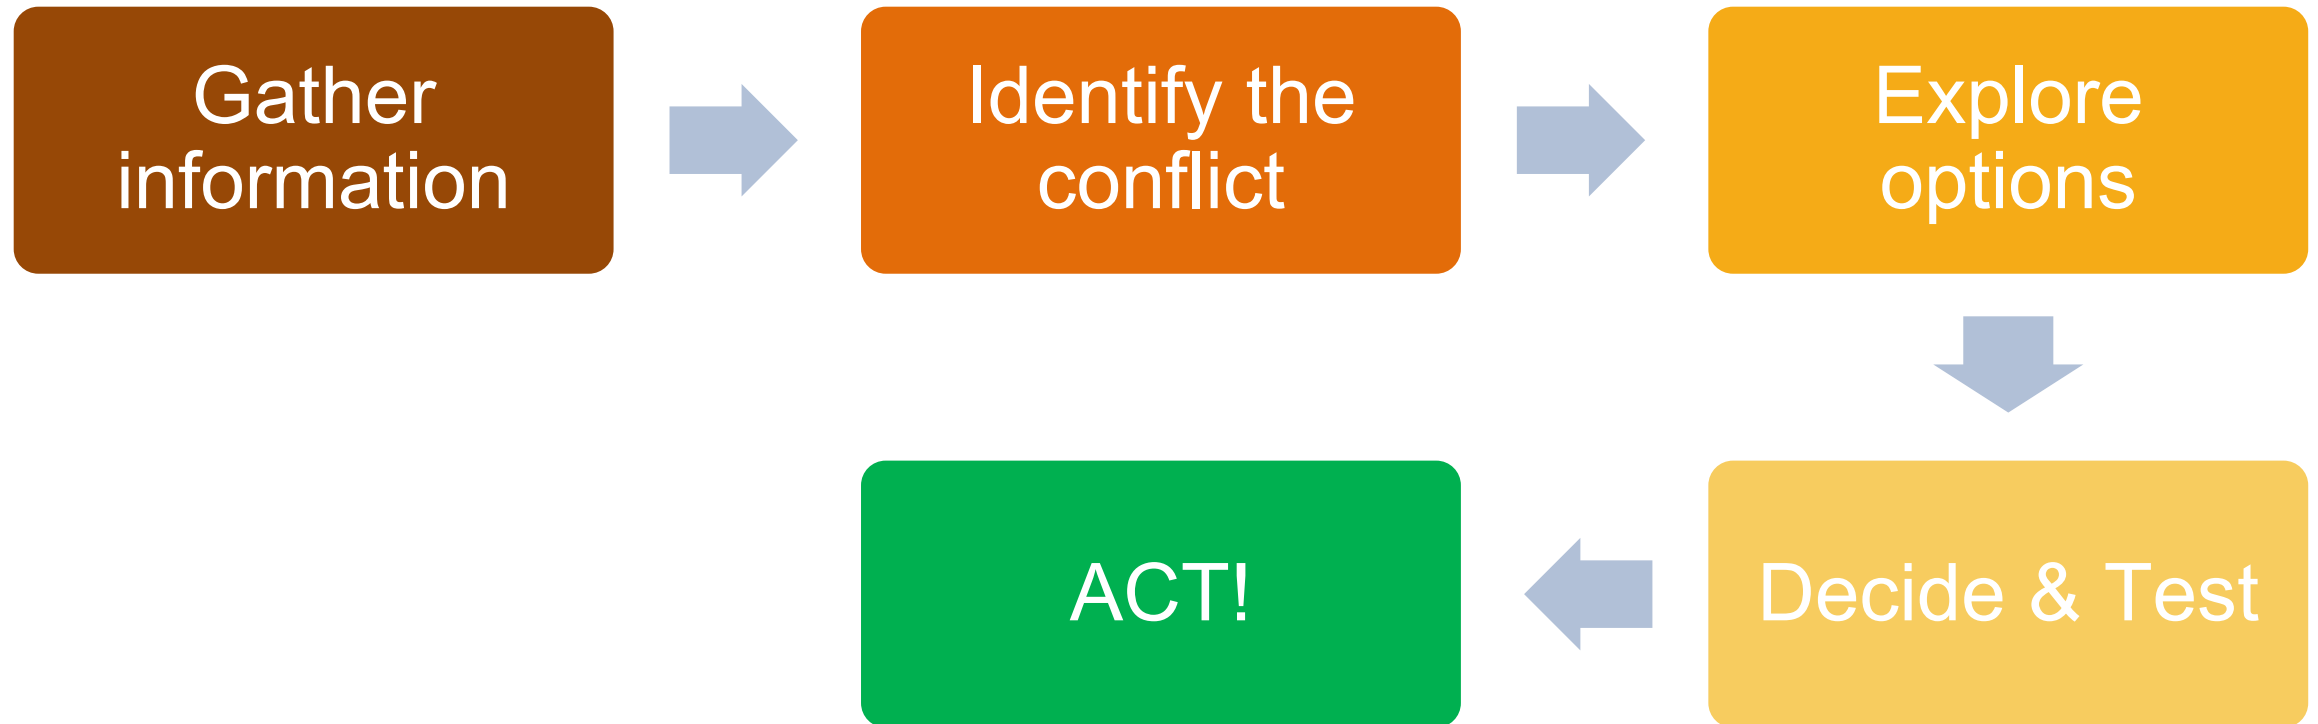 Gather
information
Identify the
conflict
Explore
options
Decide & Test
ACT!